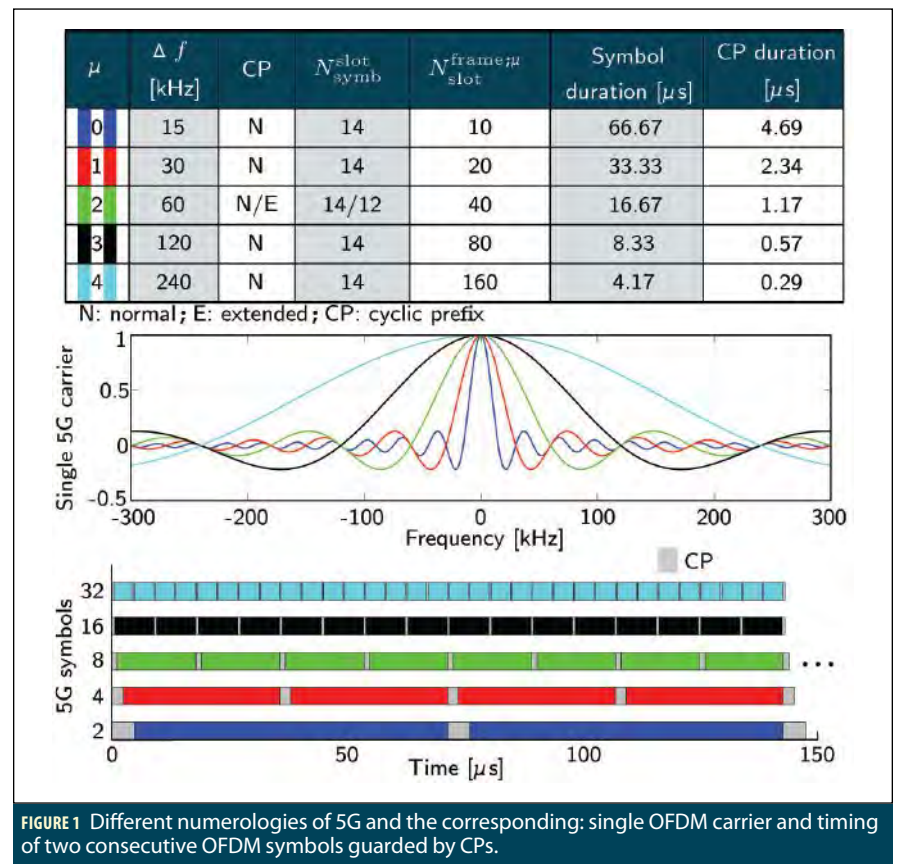 μ Δ f [kHz] CP N slot symb N frame;μ slot Symbol duration [μs] CP duration [μs]
0 15 N 14 10 66.67 4.69
1 30 N 14 20 33.33 2.34
2 60 N/E 14/12 40 16.67 1.17
3 120 N 14 80 8.33 0.57
4 240 N 14 160 4.17 0.29
N: normal; E: extended; CP: cyclic prefix
Single 5G carrier
1
0.5
0
-0.5
-300 -200 -100 0 100 200 300
Frequency [kHz]
CP
5G symbols
32
16
8 ...
4
2
0 50 100 150
Time [μs]
FIGURE 1 Different numerologies of 5G and the corresponding: single OFDM carrier and timing
of two consecutive OFDM symbols guarded by CPs.